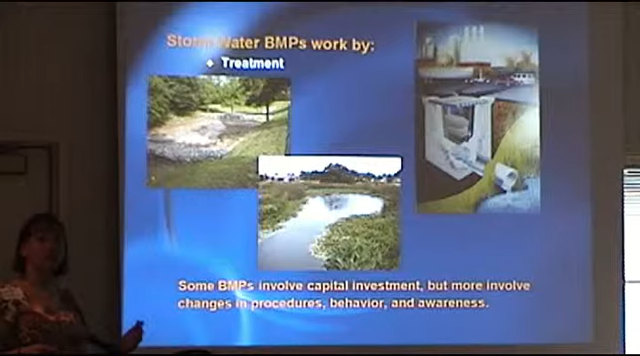 Storm Water BMPs work by:
❖ Treatment
Some BMPs involve capital investment, but more involve
changes in procedures, behavior, and awareness.